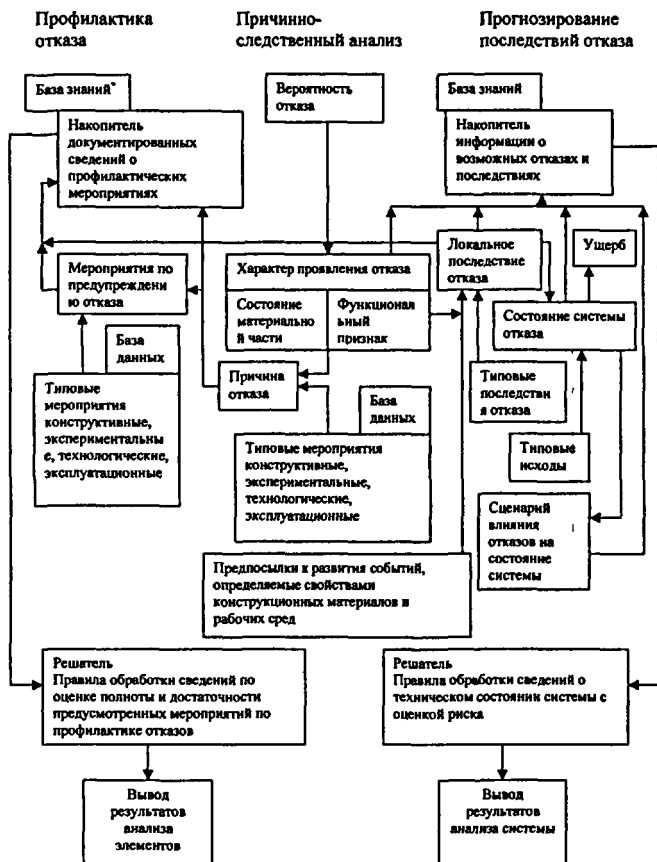 Профилактика
отказа
Причинно-
следственный анализ
Прогнозирование
последствий отказа
База знаний"
Накопитель
документированных
сведений о
профилактических
мероприятиях
Вероятность
отказа
База знаний
Накопитель
информации о
возможных отказах и
последствиях
Мероприятия по
предупреждени
ю отказа
Характер проявления отказа
Состояние
материально
й части
Функционал
ьный
признак
Локальное
последствие
отказа
Ущерб
Состояние системы
отказа
База
данных
Типовые
мероприятия
конструктивные,
экспериментальны
е, технологические,
эксплуатационные
Причина
отказа
База
данных
Типовые мероприятия
конструктивные,
экспериментальные,
технологические,
эксплуатационные
Типовые
последстви
я отказа
Типовые
исходы
Сценарий
влияния
отказов на
состояние
системы
Предпосылки к развития событий,
определяемые свойствами
конструкционных материалов и
рабочих сред
Решатель
Правила обработки сведений по
оценке полноты и достаточности
предусмотренных мероприятий по
профилактике отказов
Решатель
Правила обработки сведений о
техническом состоянии системы с
оценкой риска
Вывод
результатов
анализа
элементов
Вывод
результатов
анализа системы